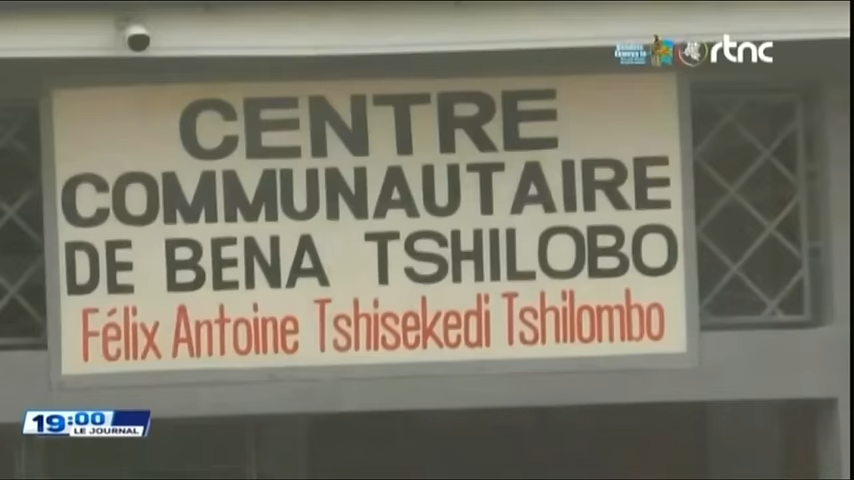 rtnc
CENTRE
COMMUNAUTAIRE
DE BENA TSHILOBO
Félix Antoine Tshisekedi Tshilombo
19:00
LE JOURNAL